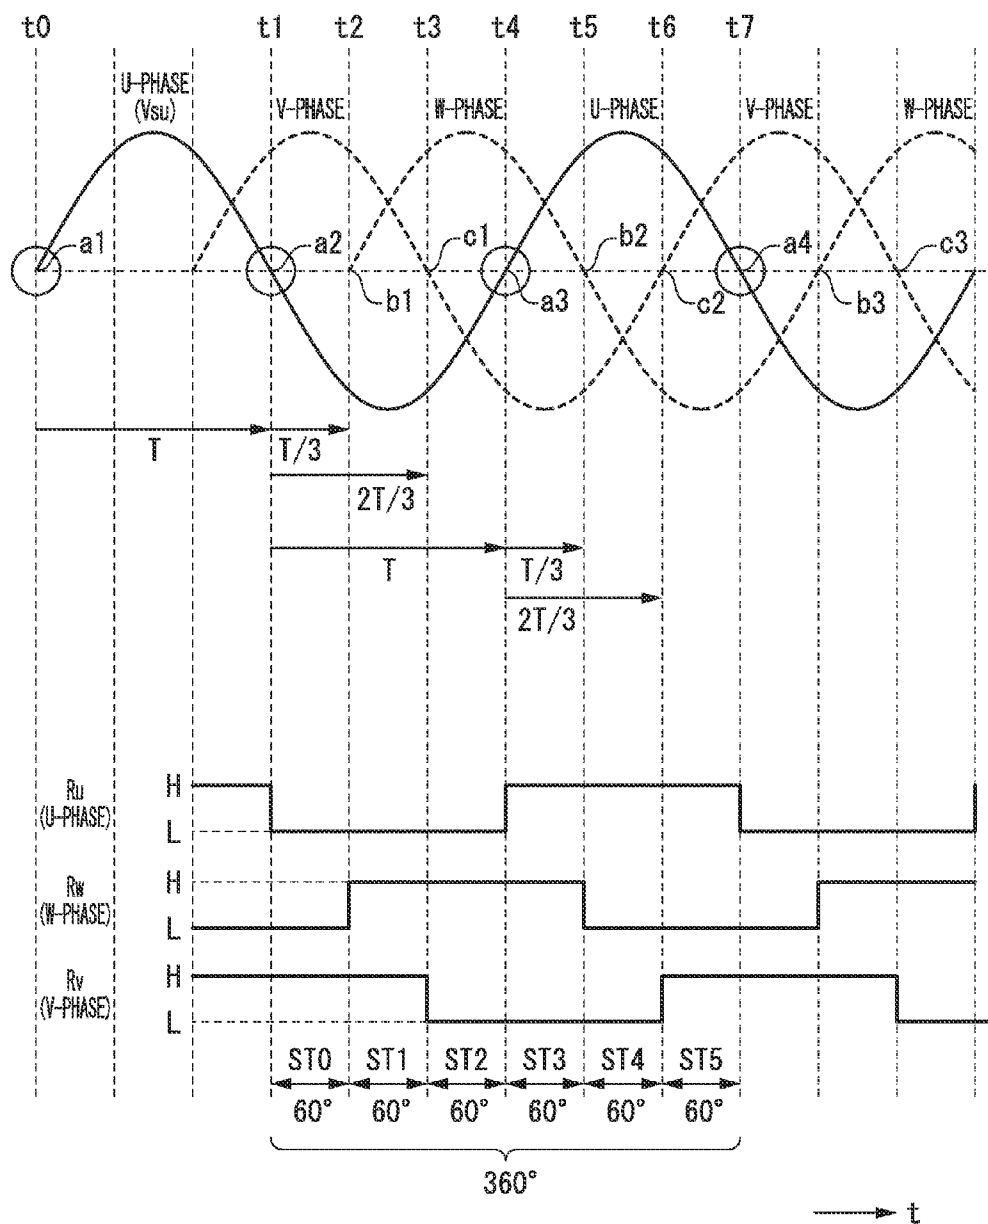 t0 t1 t2 t3 t4 t5 t6 t7
U-PHASE
(Vsu)
V-PHASE W-PHASE U-PHASE V-PHASE W-PHASE
a1 a2 c1 b2 a4 c3
b1 a3 c2 b3
T T/3
2T/3
T T/3
2T/3
Ru
(U-PHASE)
H
L
Rw
(W-PHASE)
H
L
Rv
(V-PHASE)
H
L
ST0 ST1 ST2 ST3 ST4 ST5
60° 60° 60° 60° 60° 60°
360°
t